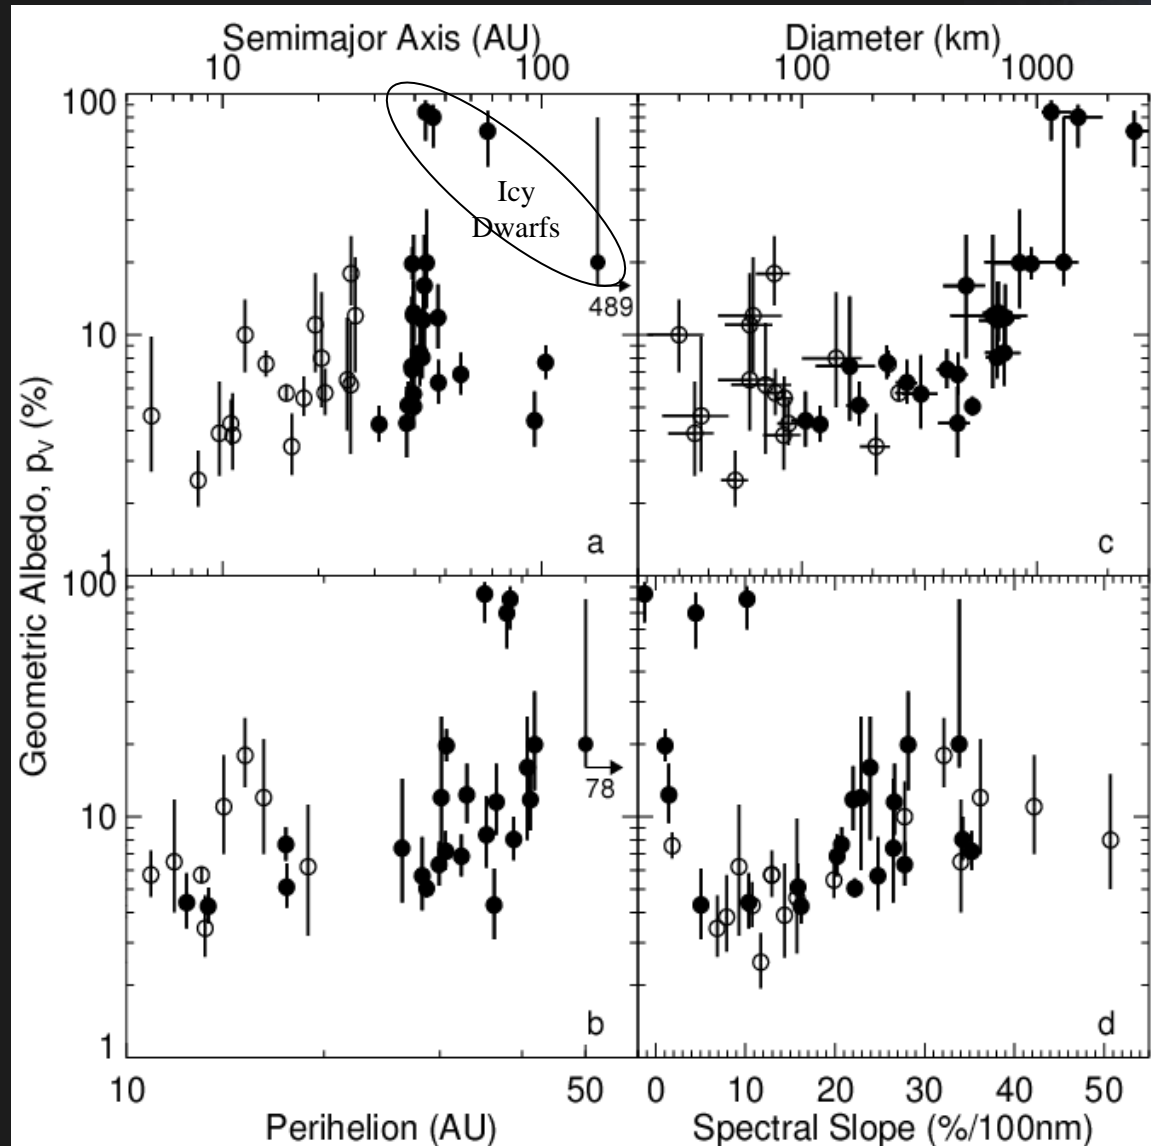 Semimajor Axis (AU)
Diameter (km)
10
100
100
1000
100
Icy
Dwarfs
489
10
a
c
1
100
78
10
b
d
1
10
50
0
10
20
30
40
50
Perihelion (AU)
Spectral Slope (%/100nm)
Geometric Albedo, pV (%)